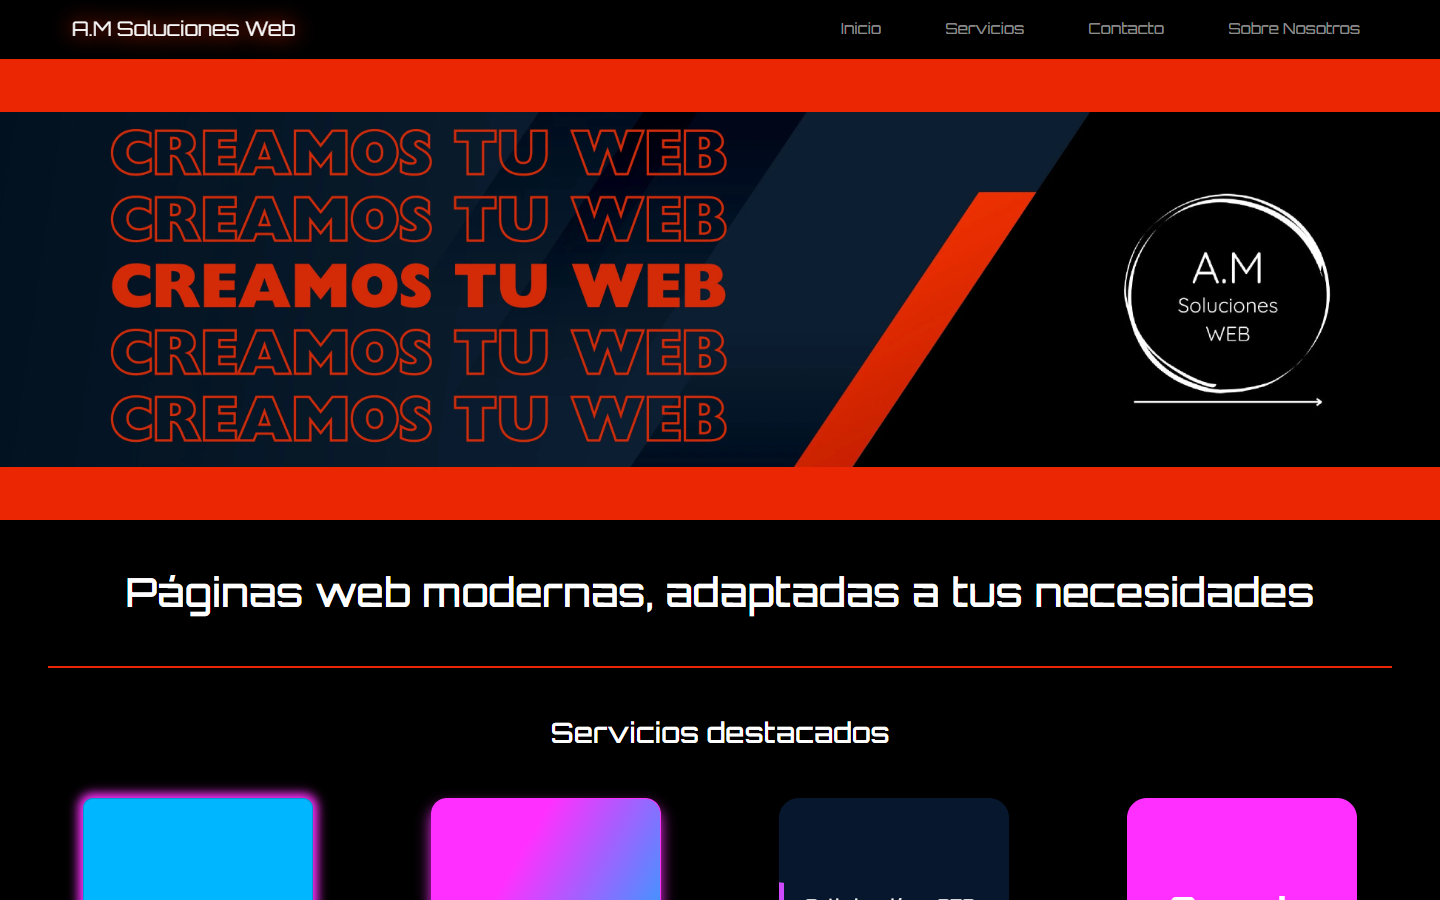 A.M Soluciones Web
Inicio
Servicios
Contacto
Sobre Nosotros
CREAMOS TU WEB
CREAMOS TU WEB
CREAMOS TU WEB
CREAMOS TU WEB
CREAMOS TU WEB
A.M
Soluciones
WEB
Páginas web modernas, adaptadas a tus necesidades
Servicios destacados